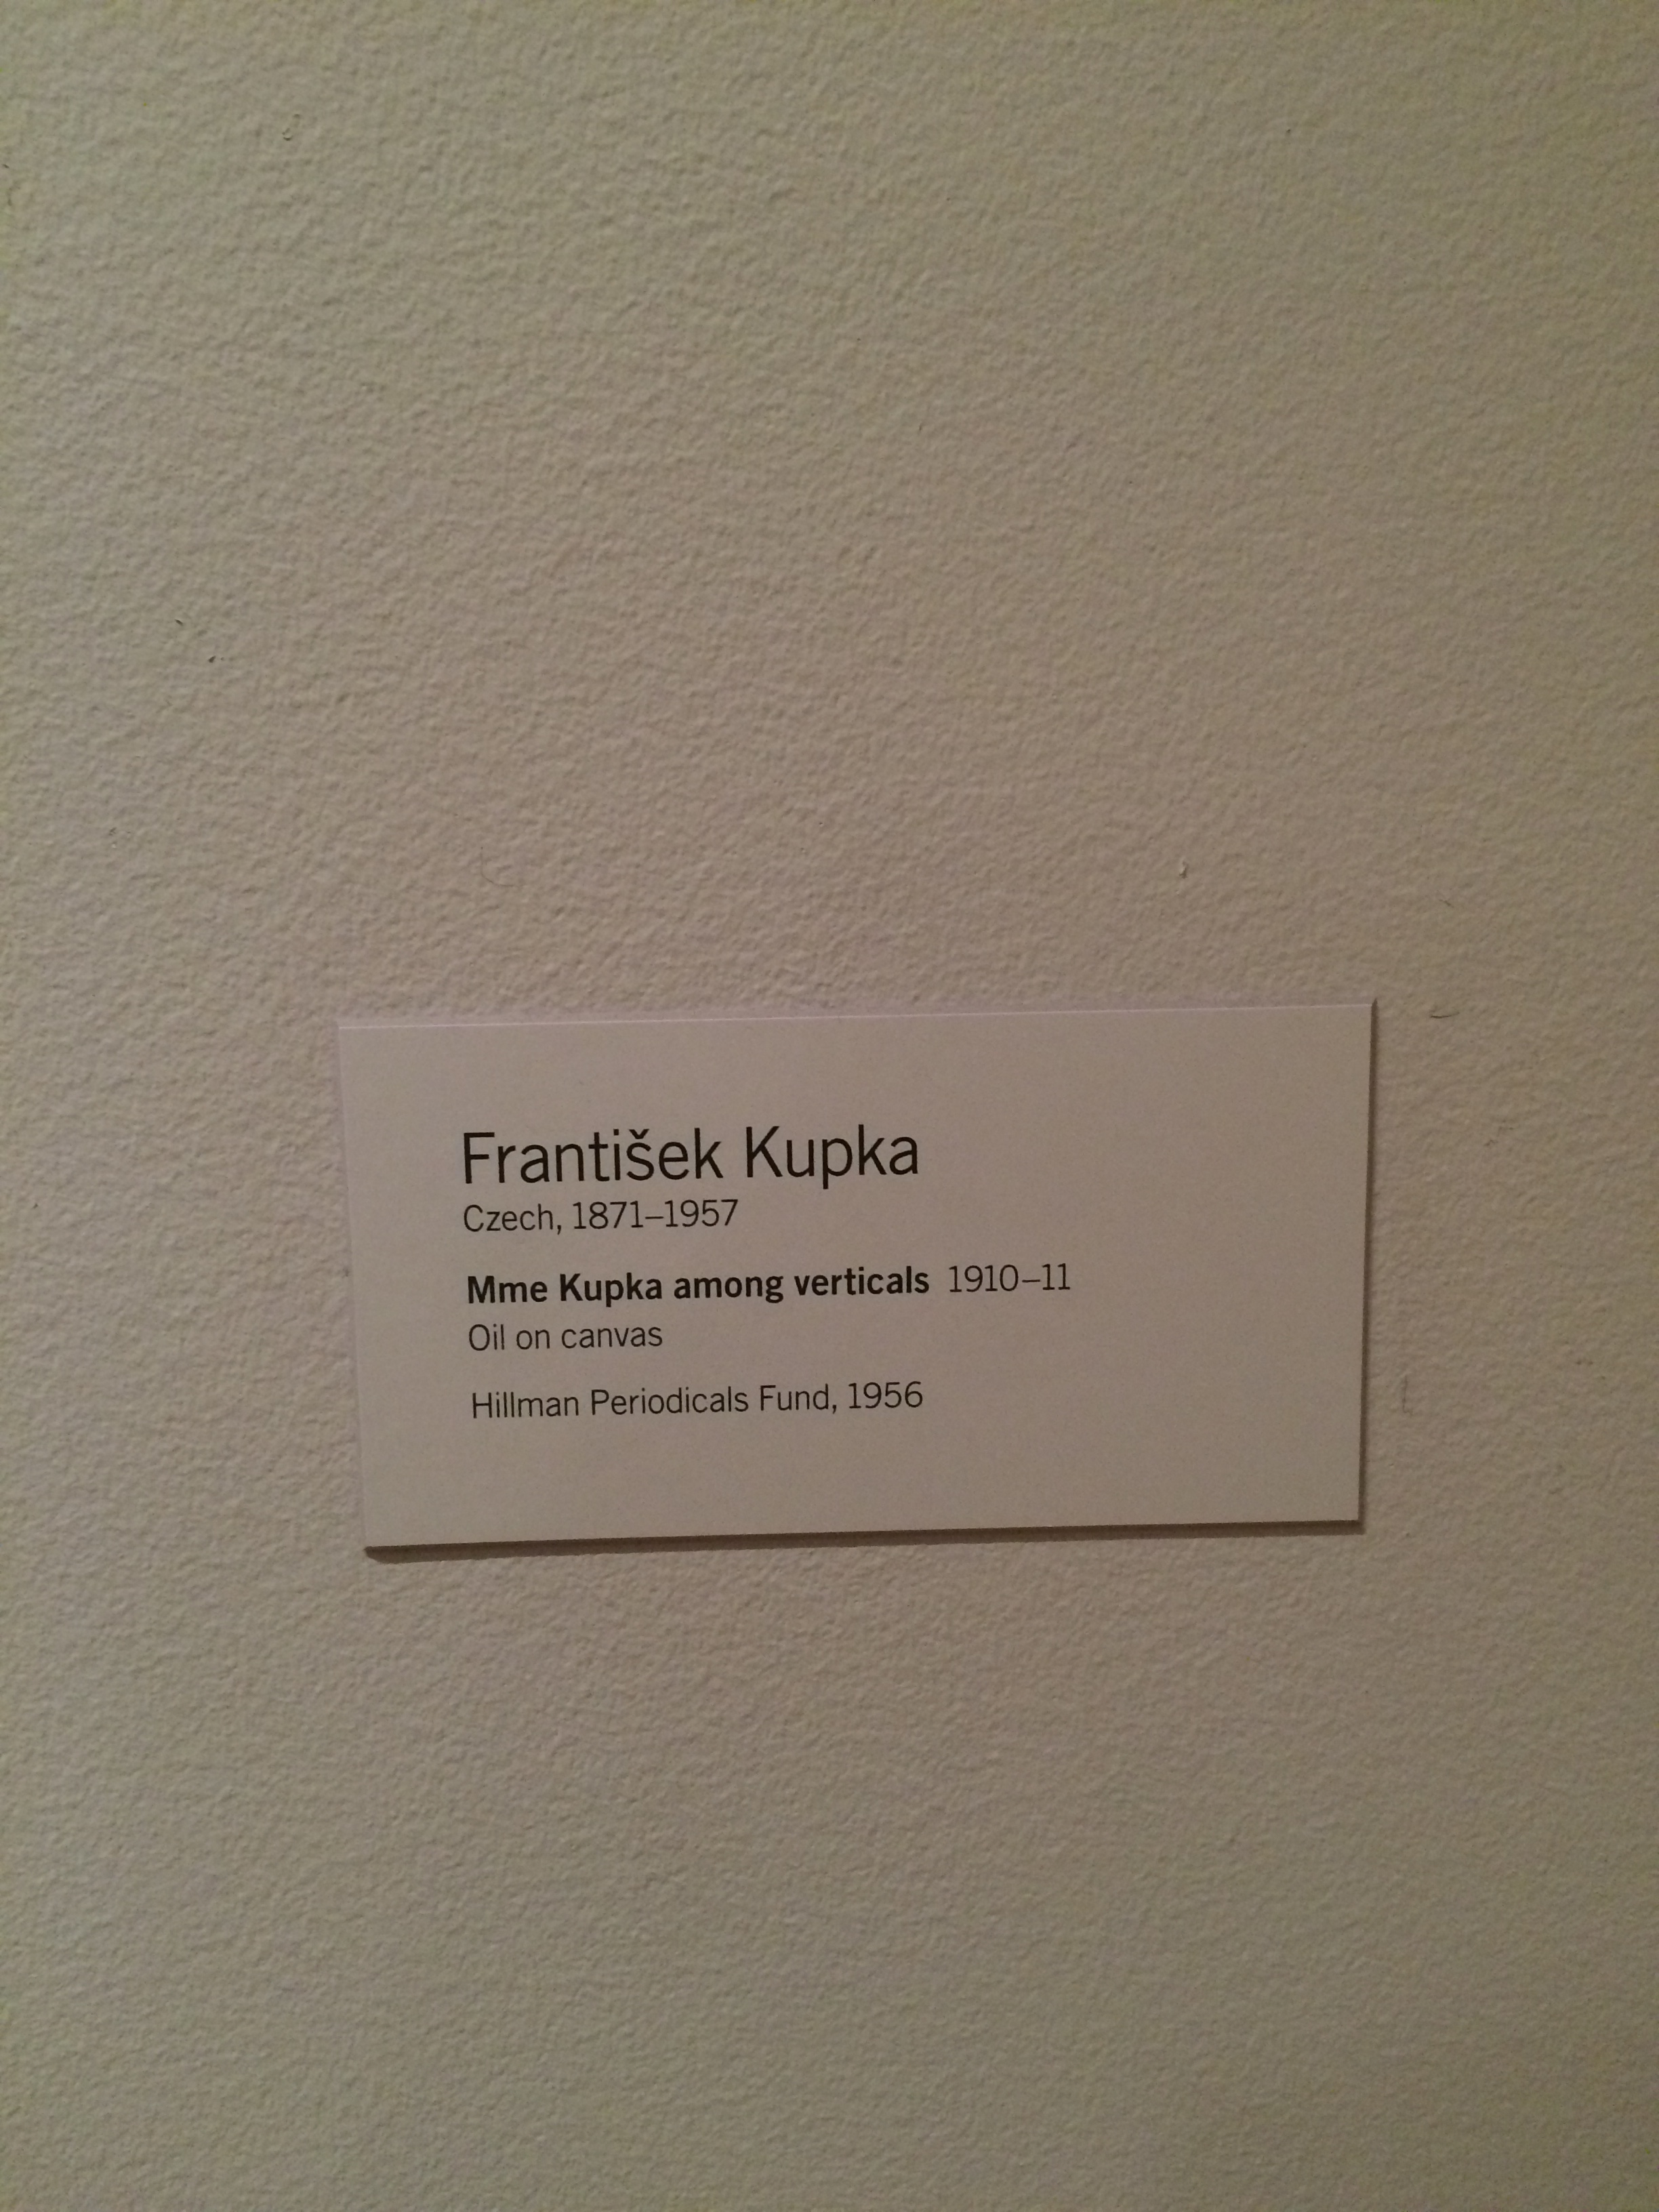 František Kupka
Czech, 1871–1957
Mme Kupka among verticals 1910–11
Oil on canvas
Hillman Periodicals Fund, 1956